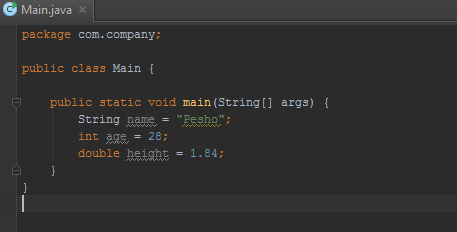 Main.java
package com.company;
public class Main {
    public static void main(String[] args) {
        String name = "Pesho";
        int age = 28;
        double height = 1.84;
    }
}